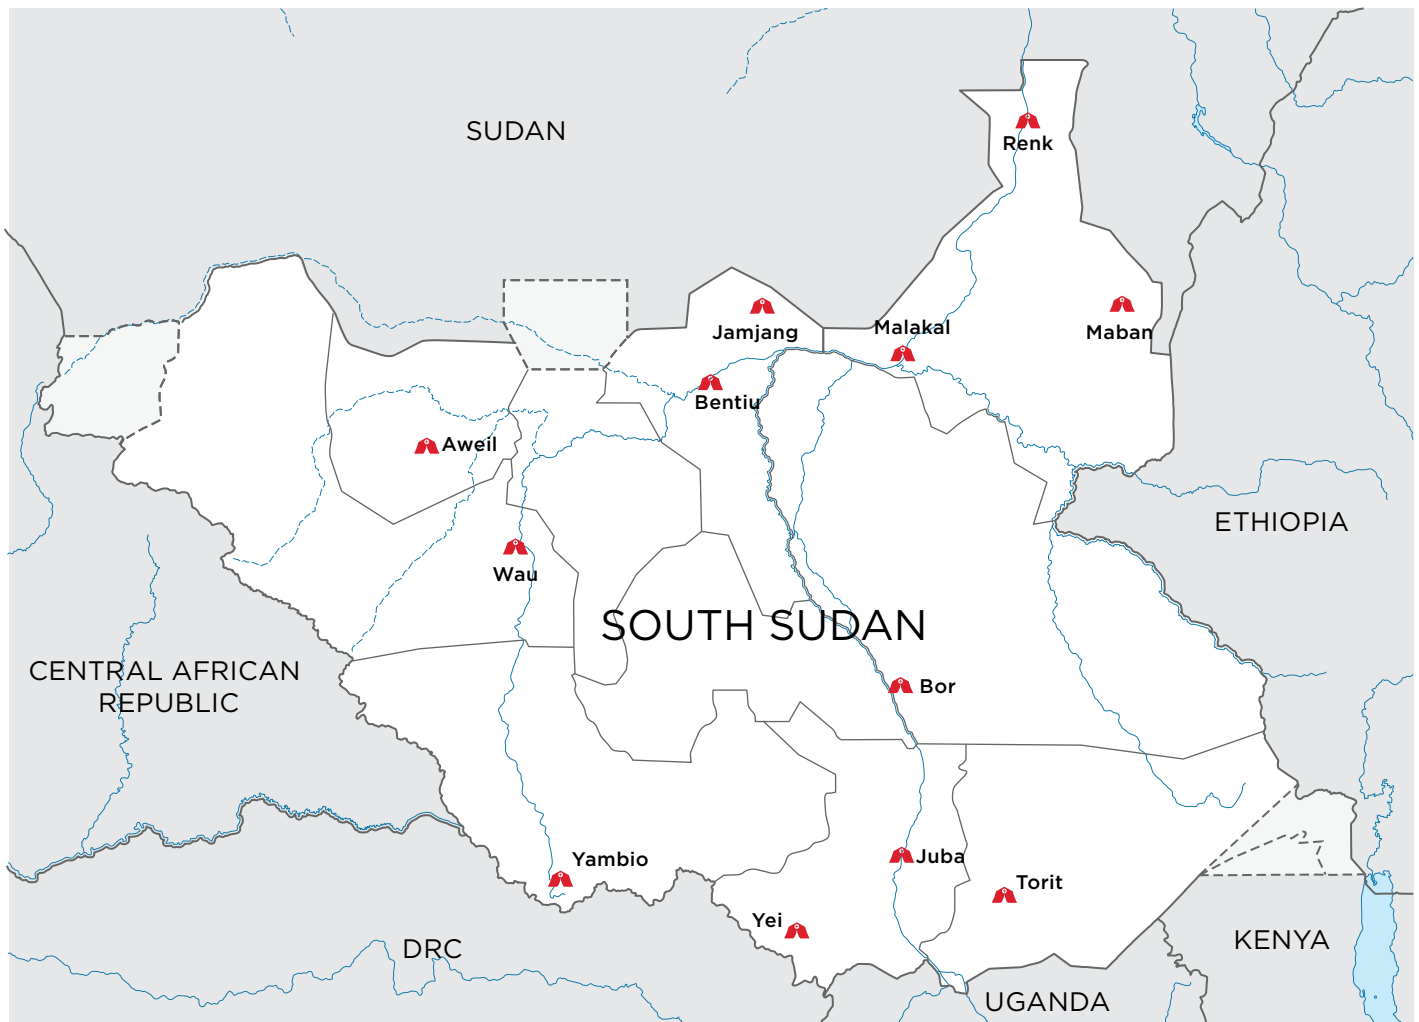 SUDAN
Renk
Jamjang
Malakal
Maban
Bentiu
Aweil
ETHIOPIA
Wau
SOUTH SUDAN
CENTRAL AFRICAN
REPUBLIC
Bor
Yambio
Juba
Torit
Yei
DRC
KENYA
UGANDA